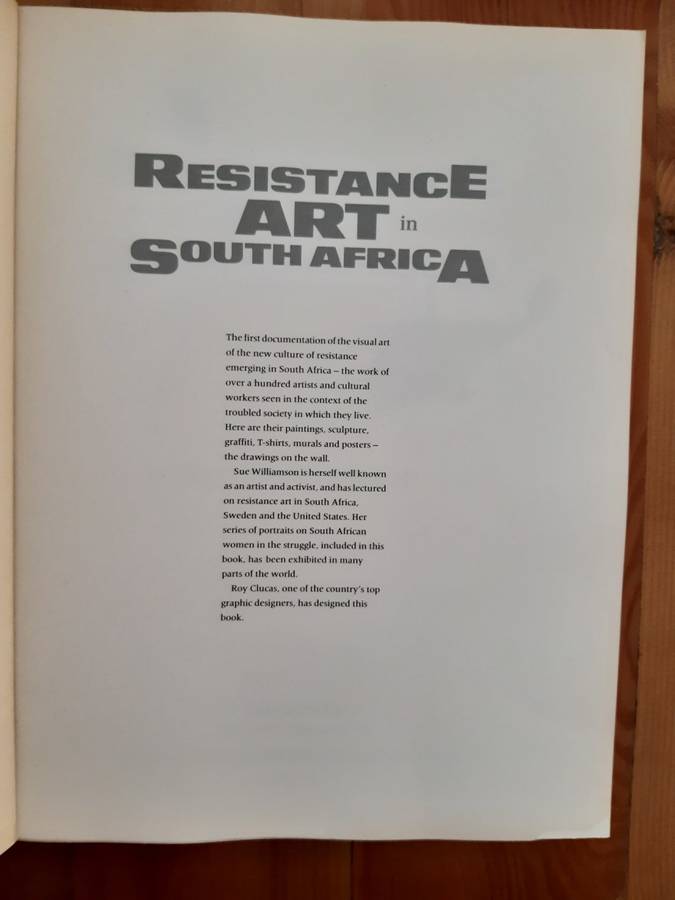 RESISTANCE
ART in
SOUTH AFRICA
The first documentation of the visual art
of the new culture of resistance
emerging in South Africa – the work of
over a hundred artists and cultural
workers seen in the context of the
troubled society in which they live.
Here are their paintings, sculpture,
graffiti, T-shirts, murals and posters –
the drawings on the wall.
Sue Williamson is herself well known
as an artist and activist, and has lectured
on resistance art in South Africa,
Sweden and the United States. Her
series of portraits on South African
women in the struggle, included in this
book, has been exhibited in many
parts of the world.
Roy Clucas, one of the country's top
graphic designers, has designed this
book.